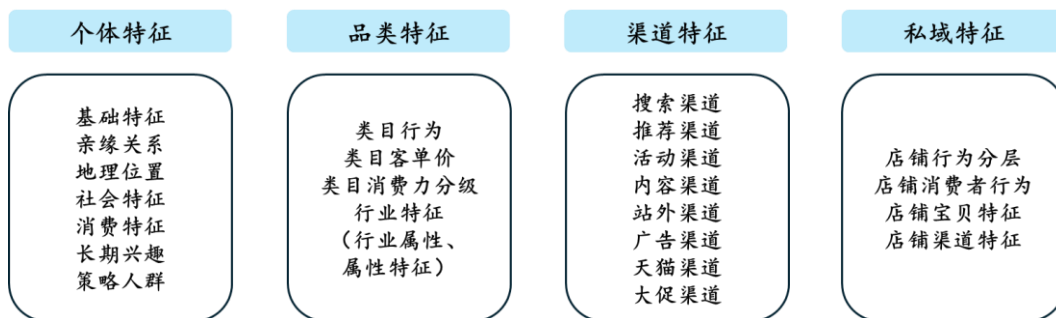 个体特征
基础特征
亲缘关系
地理位置
社会特征
消费特征
长期兴趣
策略人群
品类特征
类目行为
类目客单价
类目消费力分级
行业特征
（行业属性、
属性特征）
渠道特征
搜索渠道
推荐渠道
活动渠道
内容渠道
站外渠道
广告渠道
天猫渠道
大促渠道
私域特征
店铺行为分层
店铺消费者行为
店铺宝贝特征
店铺渠道特征